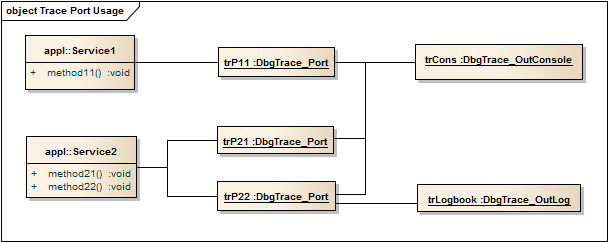 object Trace Port Usage
appl::Service1
+ method11() :void
trP11 :DbgTrace_Port
trCons :DbgTrace_OutConsole
appl::Service2
+ method21() :void
+ method22() :void
trP21 :DbgTrace_Port
trP22 :DbgTrace_Port
trLogbook :DbgTrace_OutLog